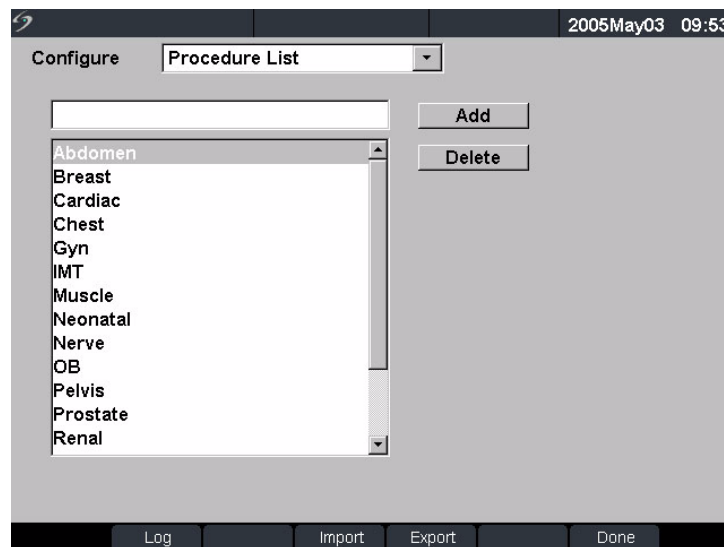 2005May03 09:53
Configure Procedure List
Add
Abdomen
Delete
Breast
Cardiac
Chest
Gyn
IMT
Muscle
Neonatal
Nerve
OB
Pelvis
Prostate
Renal
Log Import Export Done